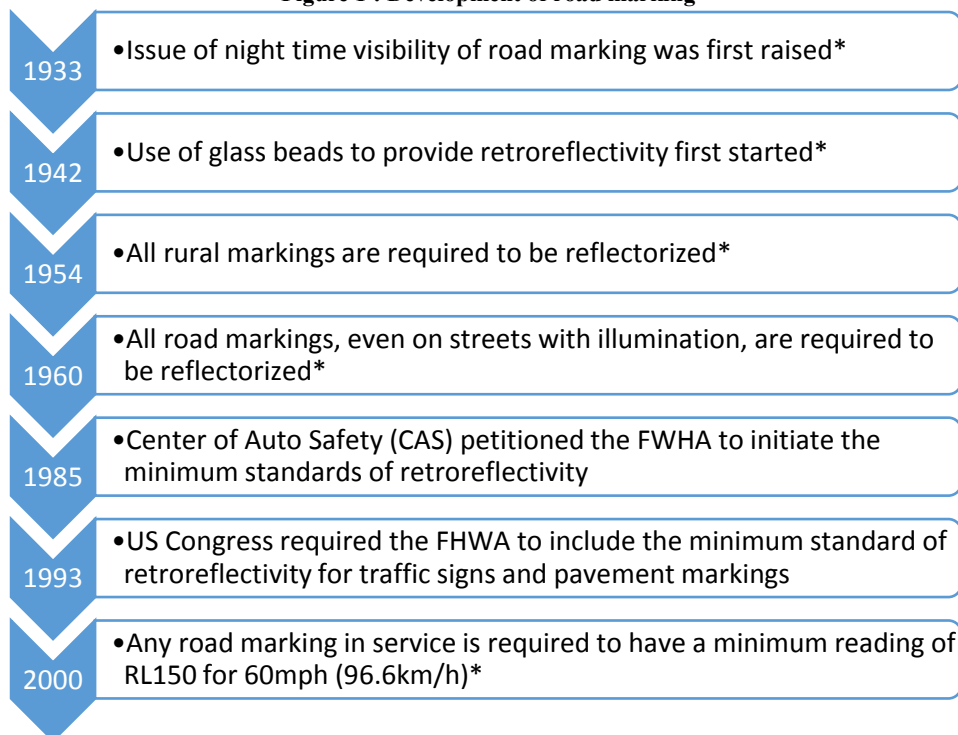 1933
•Issue of night time visibility of road marking was first raised*
1942
•Use of glass beads to provide retroreflectivity first started*
1954
•All rural markings are required to be reflectorized*
1960
•All road markings, even on streets with illumination, are required to
be reflectorized*
1985
•Center of Auto Safety (CAS) petitioned the FWHA to initiate the
minimum standards of retroreflectivity
1993
•US Congress required the FHWA to include the minimum standard of
retroreflectivity for traffic signs and pavement markings
2000
•Any road marking in service is required to have a minimum reading of
RL150 for 60mph (96.6km/h)*